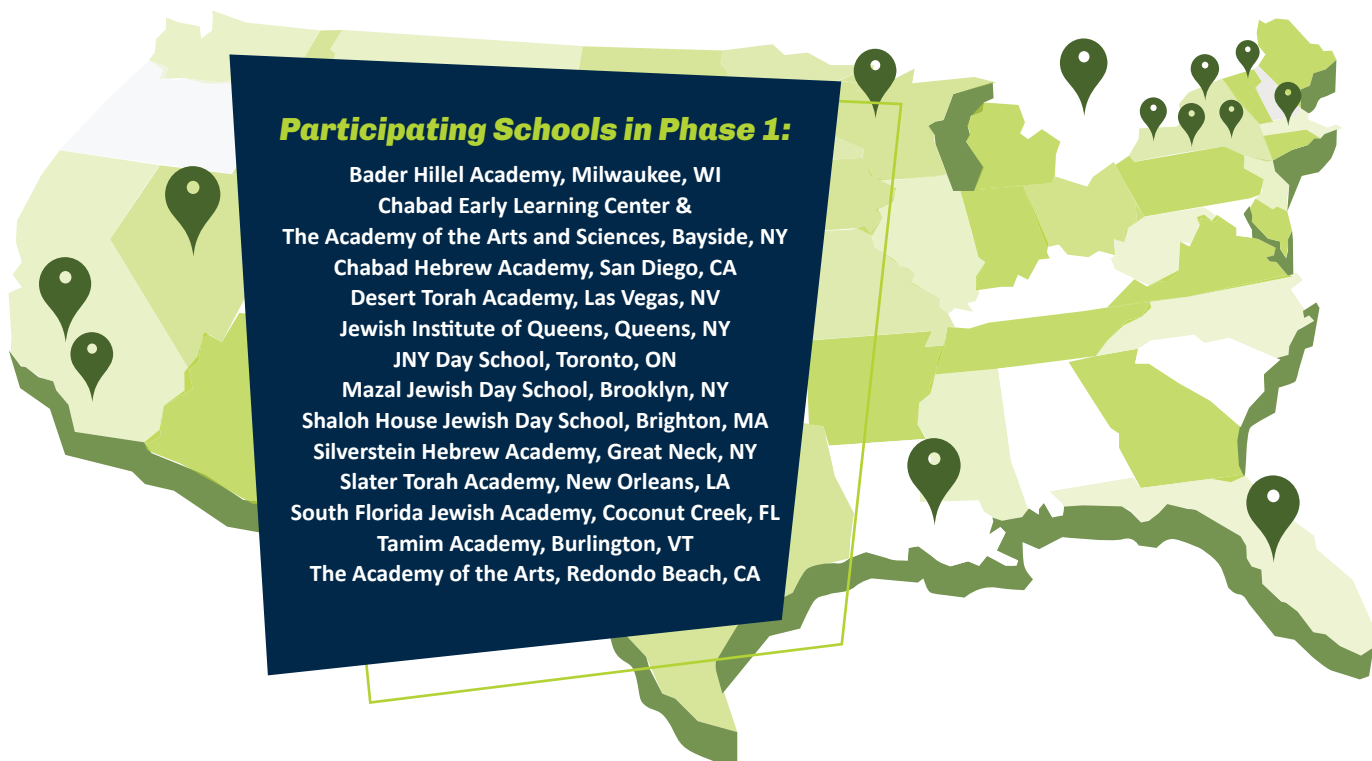 Participating Schools in Phase 1:
Bader Hillel Academy, Milwaukee, WI
Chabad Early Learning Center &
The Academy of the Arts and Sciences, Bayside, NY
Chabad Hebrew Academy, San Diego, CA
Desert Torah Academy, Las Vegas, NV
Jewish Institute of Queens, Queens, NY
JNY Day School, Toronto, ON
Mazal Jewish Day School, Brooklyn, NY
Shaloh House Jewish Day School, Brighton, MA
Silverstein Hebrew Academy, Great Neck, NY
Slater Torah Academy, New Orleans, LA
South Florida Jewish Academy, Coconut Creek, FL
Tamim Academy, Burlington, VT
The Academy of the Arts, Redondo Beach, CA